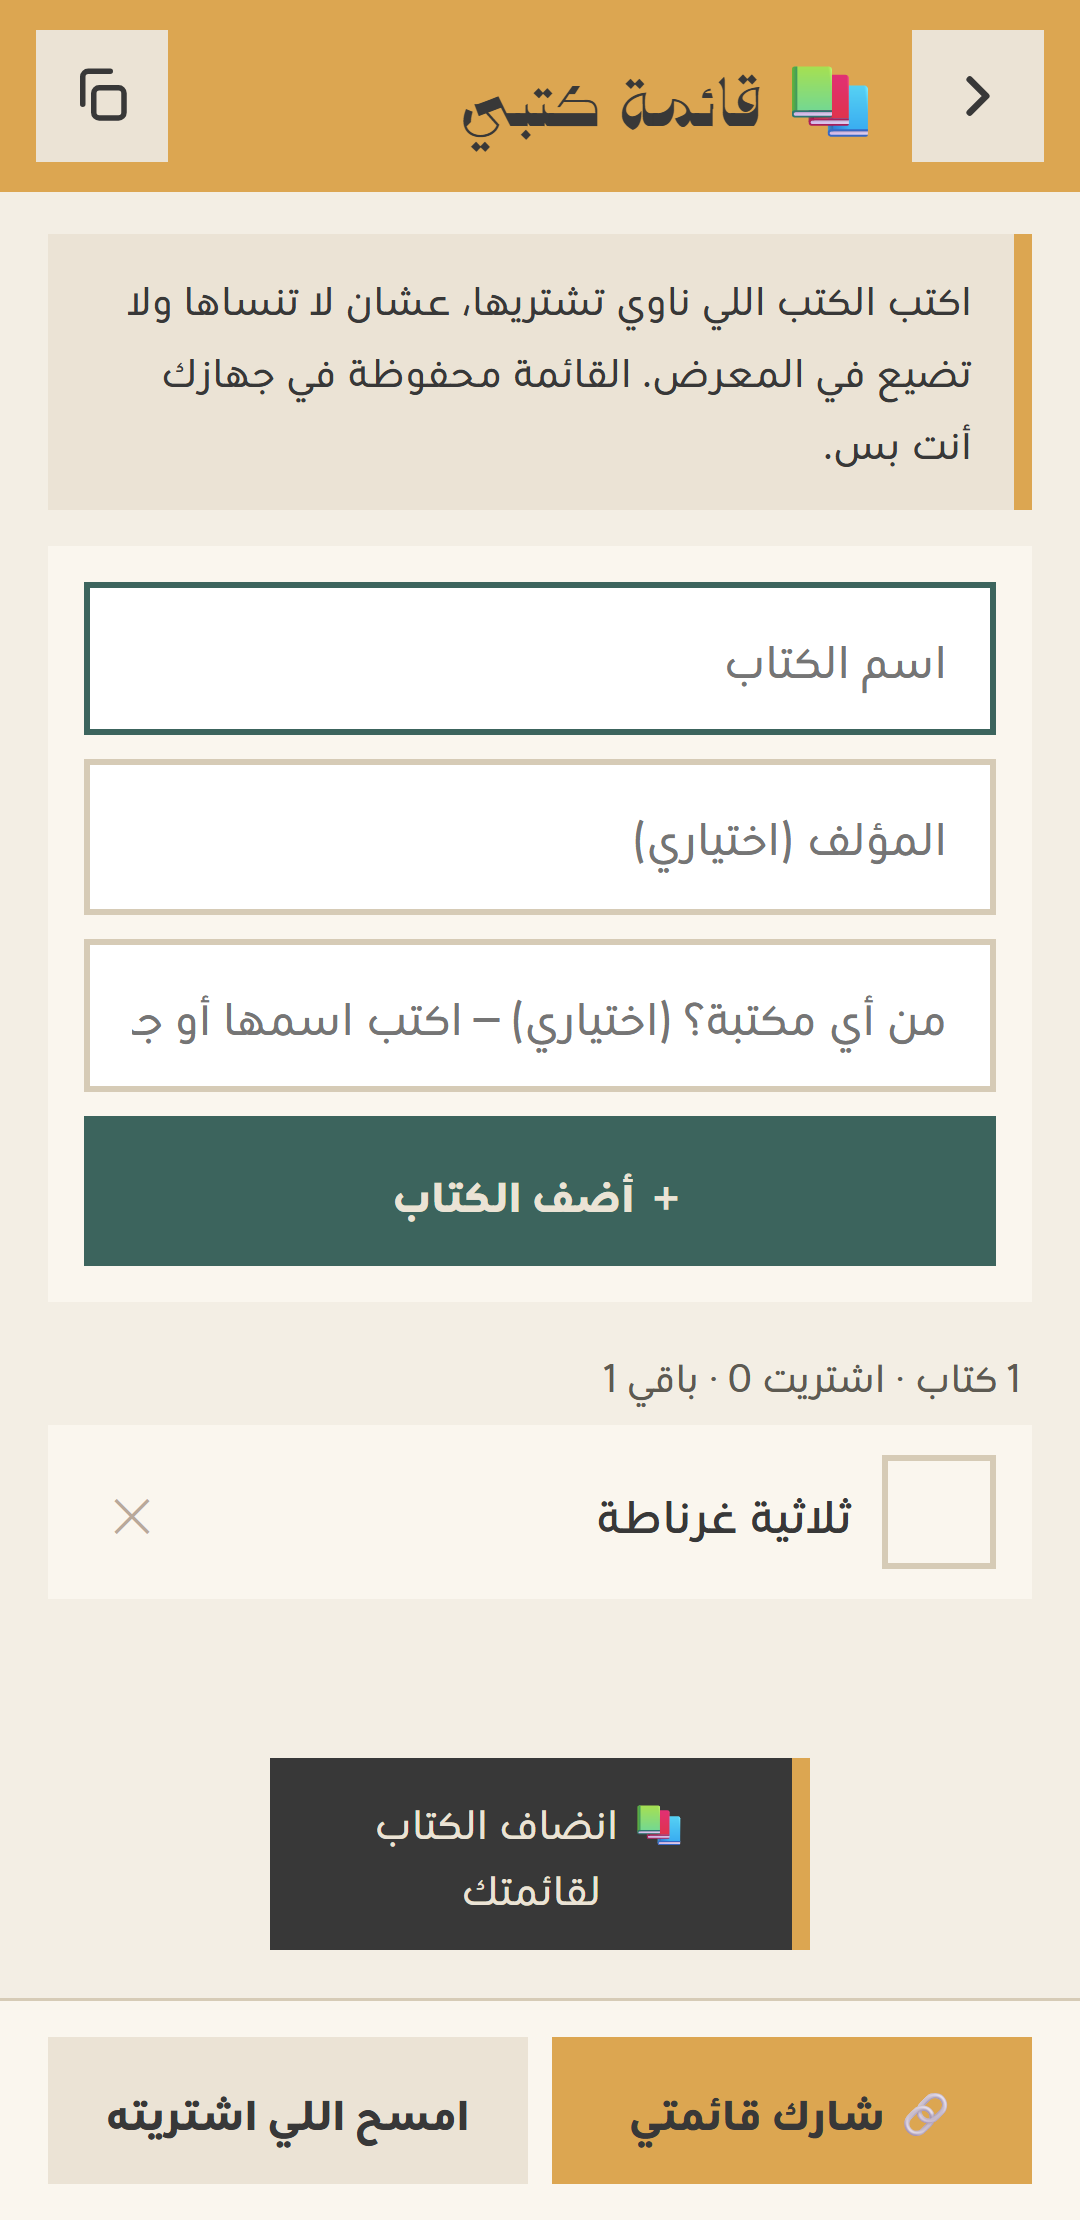 📚 قائمة كتبي
اكتب الكتب اللي ناوي تشتريها، عشان لا تنساها ولا
تضيع في المعرض. القائمة محفوظة في جهازك
أنت بس.
اسم الكتاب
المؤلف (اختياري)
من أي مكتبة؟ (اختياري) – اكتب اسمها أو جـ
+ أضف الكتاب
1 كتاب · اشتريت 0 · باقي 1
ثلاثية غرناطة
📚 انضاف الكتاب
لقائمتك
🔗 شارك قائمتي
امسح اللي اشتريته